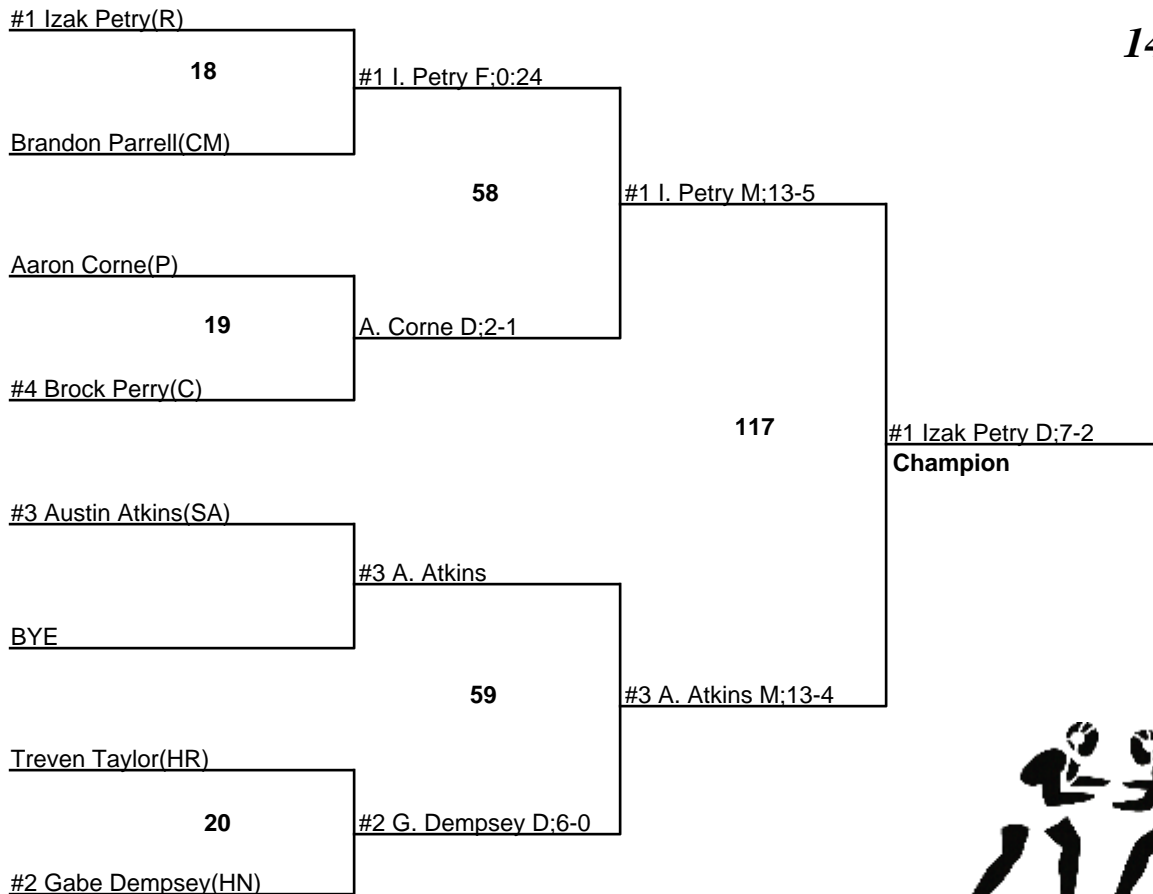 #1 Izak Petry(R)
14
18
#1 I. Petry F;0:24
Brandon Parrell(CM)
58
#1 I. Petry M;13-5
Aaron Corne(P)
19
A. Corne D;2-1
#4 Brock Perry(C)
117
#1 Izak Petry D;7-2
Champion
#3 Austin Atkins(SA)
#3 A. Atkins
BYE
59
#3 A. Atkins M;13-4
Treven Taylor(HR)
20
#2 G. Dempsey D;6-0
#2 Gabe Dempsey(HN)